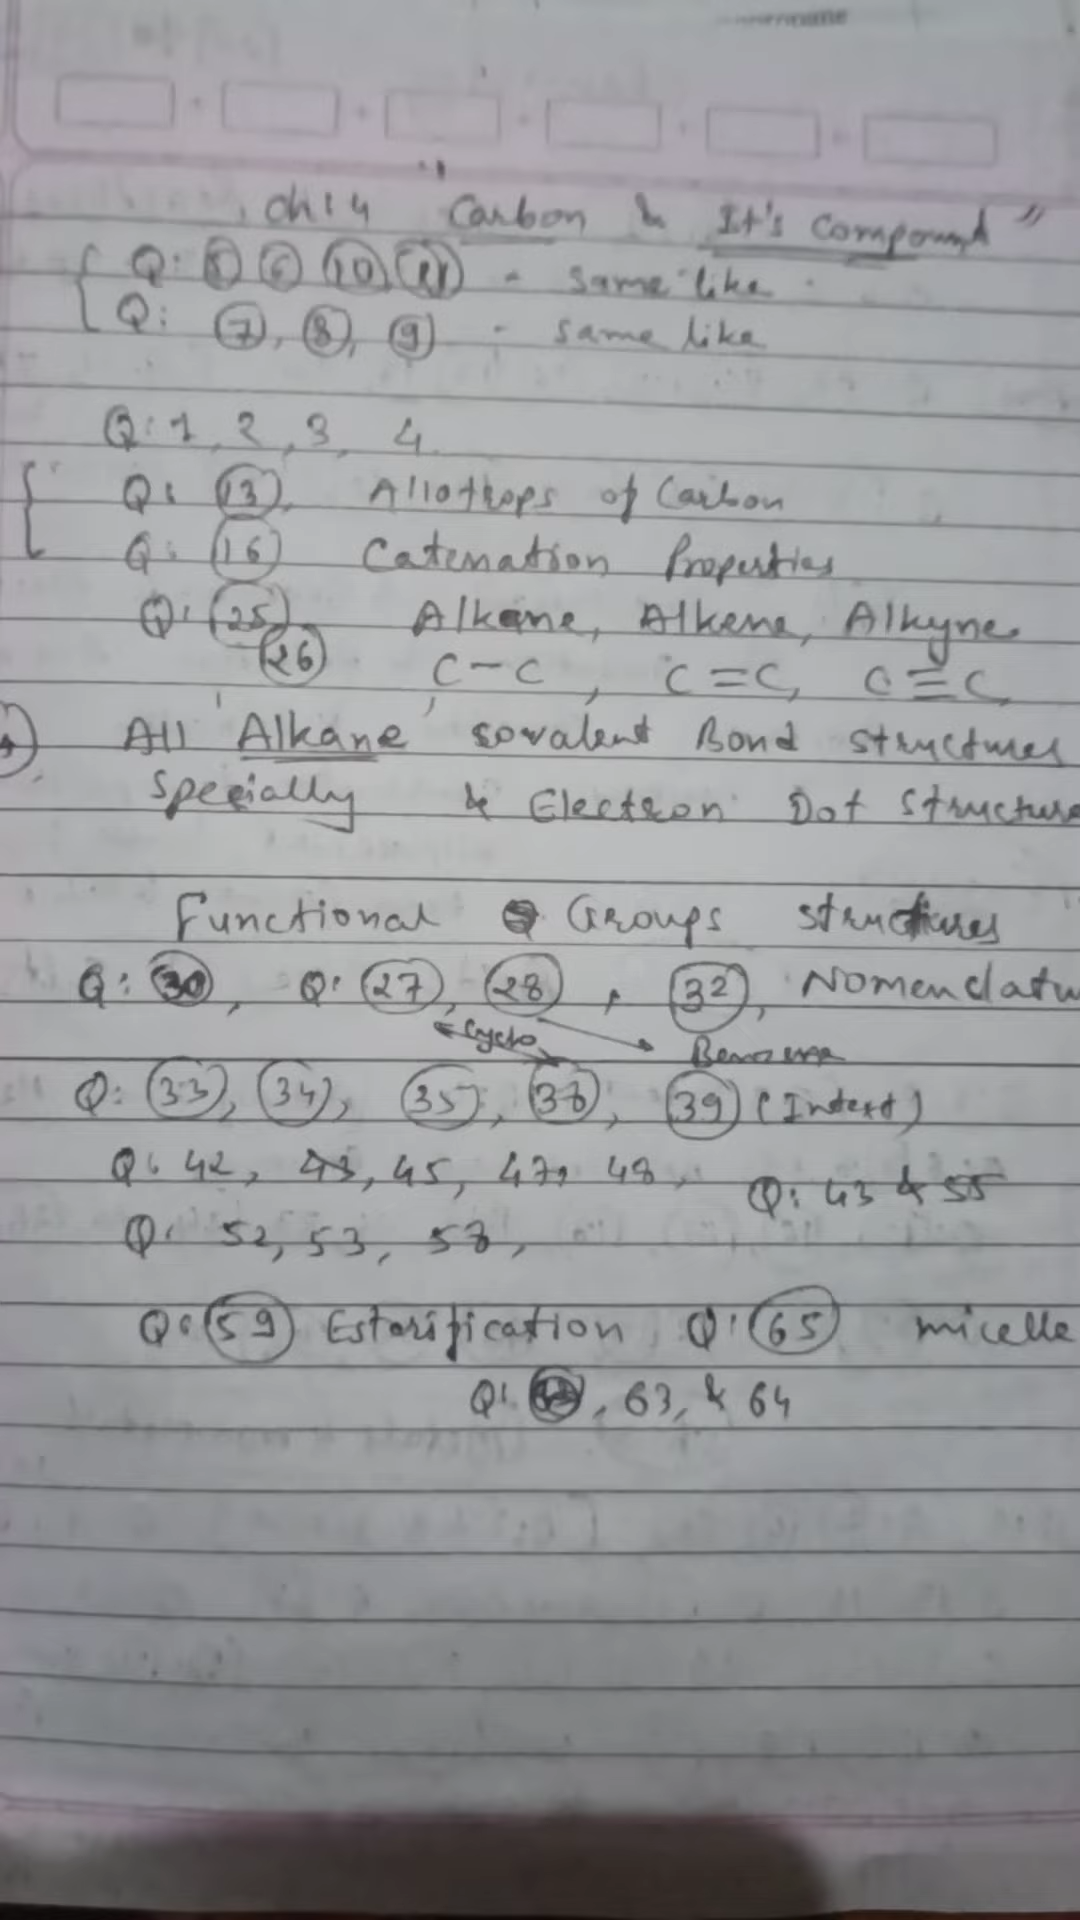 Ch: 4 "Carbon & It's Compound"
Q: 5 6 10, 11 - Same like
Q: 7, 8, 9 - same like
Q: 1, 2, 3, 4
Q: 13, Allotrops of Carbon
Q: 16 Catenation Properties
Q: 25, Alkane, Alkene, Alkyne
26 C-C, C=C, C≡C
All 'Alkane' covalent Bond structures
Specially & Electron Dot Structure
Functional Groups structures
Q: 30, Q: 27, 28, 32, Nomenclatu
Cyclo Benzene
Q: 33, 34, 35, 38, 39 (Intext)
Q: 42, 43, 45, 47, 48, Q: 43 & 55
Q: 52, 53, 58,
Q: 59 Estarification Q: 65 micelle
Q: , 63, & 64